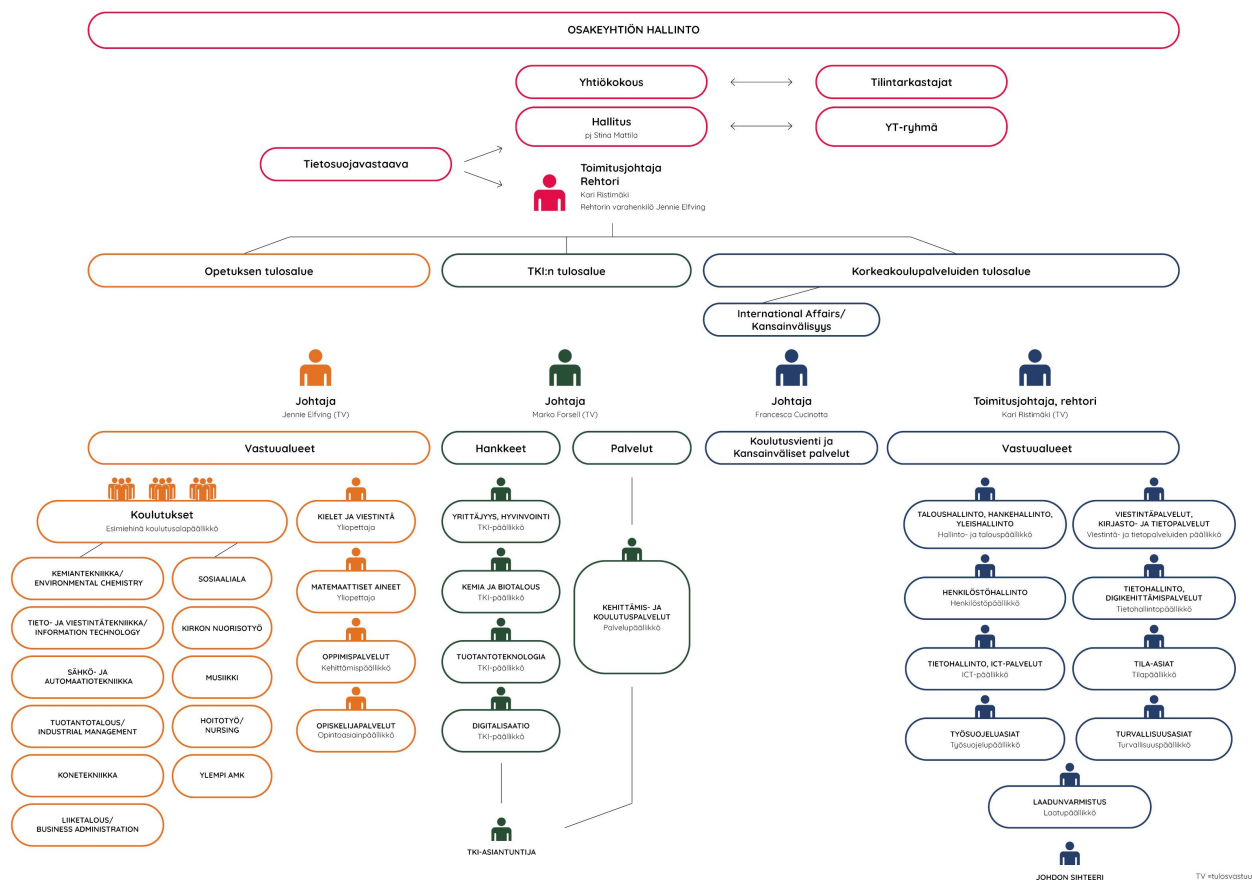 OSAKEYHTIÖN HALLINTO
Yhtiökokous
Tilintarkastajat
Hallitus
pj Stina Mattila
YT-ryhmä
Tietosuojavastaava
Toimitusjohtaja
Rehtori
Kari Ristimäki
Rehtorin varahenkilö Jennie Elfving
Opetuksen tulosalue
TKI:n tulosalue
Korkeakoulupalveluiden tulosalue
International Affairs/
Kansainvälisyys
Johtaja
Jennie Elfving (TV)
Johtaja
Marko Forsell (TV)
Johtaja
Francesca Cucinotta
Toimitusjohtaja, rehtori
Kari Ristimäki (TV)
Vastuualueet
Hankkeet
Palvelut
Koulutusvienti ja
Kansainväliset palvelut
Vastuualueet
Koulutukset
Esimiehinä koulutusalapäällikkö
KEMIANTEKNIIKKA/
ENVIRONMENTAL CHEMISTRY
TIETO- JA VIESTINTÄTEKNIIKKA/
INFORMATION TECHNOLOGY
SÄHKÖ- JA
AUTOMAATIOTEKNIIKKA
TUOTANTOTALOUS/
INDUSTRIAL MANAGEMENT
KONETEKNIIKKA
LIIKETALOUS/
BUSINESS ADMINISTRATION
SOSIAALIALA
KIRKON NUORISOTYÖ
MUSIIKKI
HOITOTYÖ/
NURSING
YLEMPI AMK
KIELET JA VIESTINTÄ
Yliopettaja
MATEMAATTISET AINEET
Yliopettaja
OPPIMISPALVELUT
Kehittämispäällikkö
OPISKELIJAPALVELUT
Opintoasiainpäällikkö
YRITTÄJYYS, HYVINVOINTI
TKI-päällikkö
KEMIA JA BIOTALOUS
TKI-päällikkö
TUOTANTOTEKNOLOGIA
TKI-päällikkö
DIGITALISAATIO
TKI-päällikkö
KEHITTÄMIS- JA
KOULUTUSPALVELUT
Palvelupäällikkö
TKI-ASIANTUNTIJA
TALOUSHALLINTO, HANKEHALLINTO,
YLEISHALLINTO
Hallinto- ja talouspäällikkö
VIESTINTÄPALVELUT,
KIRJASTO- JA TIETOPALVELUT
Viestintä- ja tietopalveluiden päällikkö
HENKILÖSTÖHALLINTO
Henkilöstöpäällikkö
TIETOHALLINTO,
DIGIKEHITTÄMISPALVELUT
Tietohallintopäällikkö
TIETOHALLINTO, ICT-PALVELUT
ICT-päällikkö
TILA-ASIAT
Tilapäällikkö
TYÖSUOJELUASIAT
Työsuojelupäällikkö
TURVALLISUUSASIAT
Turvallisuuspäällikkö
LAADUNVARMISTUS
Laatupäällikkö
JOHDON SIHTEERI
TV =tulosvastuu